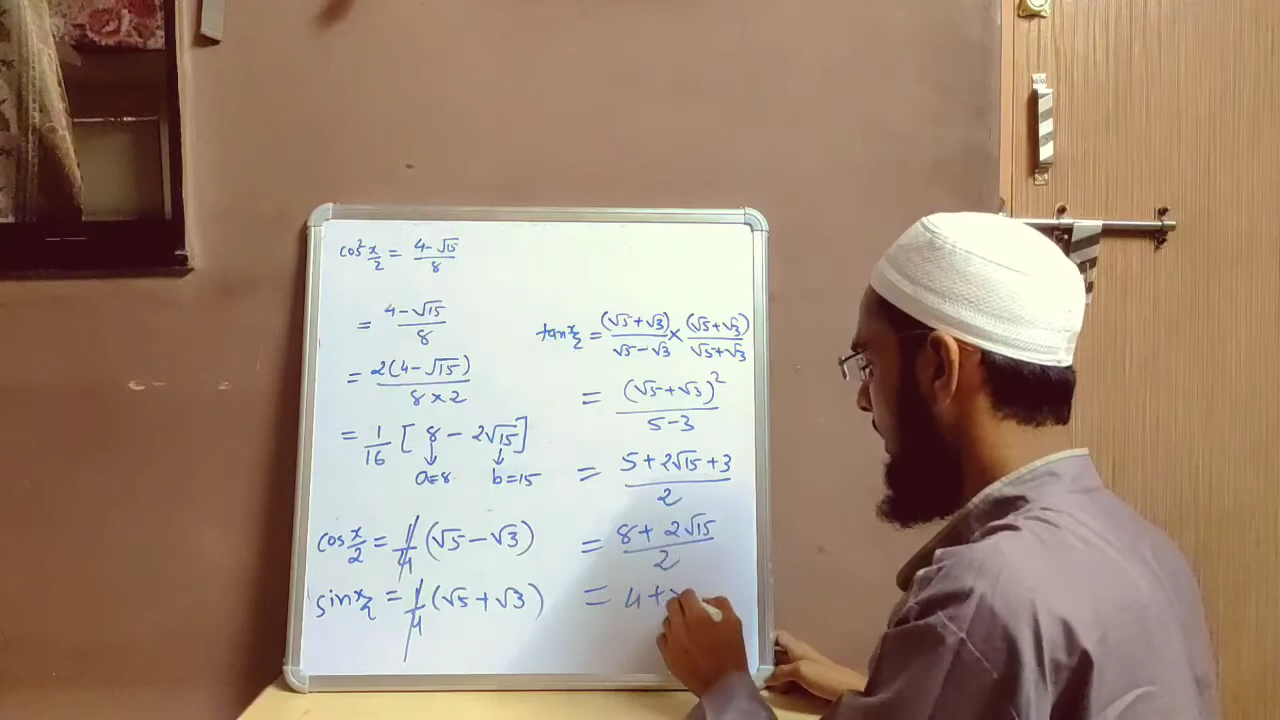 cos²x/2 = (4-√15)/8
= (4-√15)/8
= 2(4-√15)/(8×2)
= 1/16 [8 - 2√15]
↓ ↓
a=8 b=15
cos x/2 = 1/4 (√5-√3)
sin x/2 = 1/4 (√5+√3)
tan x/2 = (√5+√3)/(√5-√3) × (√5+√3)/(√5+√3)
= (√5+√3)²/(5-3)
= (5+2√15+3)/2
= (8+2√15)/2
= 4+